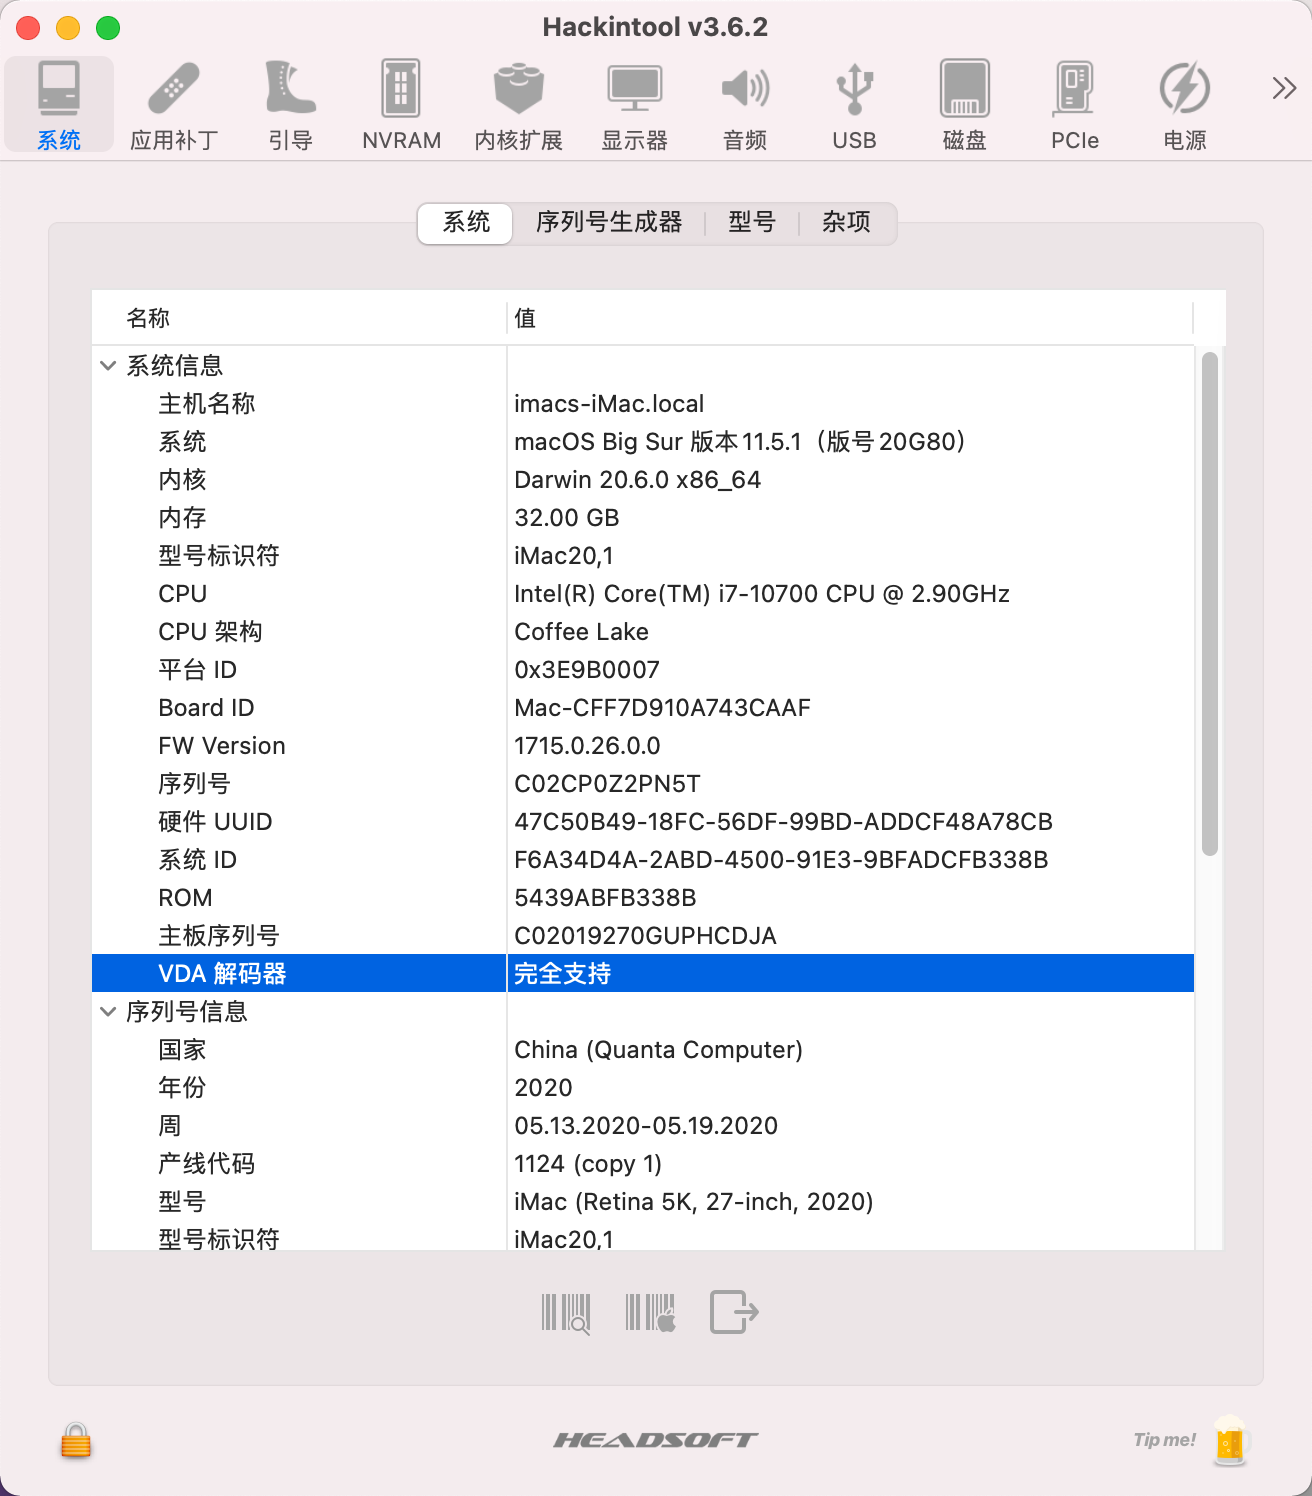 Hackintool v3.6.2
系统 应用补丁 引导 NVRAM 内核扩展 显示器 音频 USB 磁盘 PCIe 电源
系统 序列号生成器 型号 杂项
名称 值
系统信息
主机名称 imacs-iMac.local
系统 macOS Big Sur 版本11.5.1（版号20G80）
内核 Darwin 20.6.0 x86_64
内存 32.00 GB
型号标识符 iMac20,1
CPU Intel(R) Core(TM) i7-10700 CPU @ 2.90GHz
CPU 架构 Coffee Lake
平台 ID 0x3E9B0007
Board ID Mac-CFF7D910A743CAAF
FW Version 1715.0.26.0.0
序列号 C02CP0Z2PN5T
硬件 UUID 47C50B49-18FC-56DF-99BD-ADDCF48A78CB
系统 ID F6A34D4A-2ABD-4500-91E3-9BFADCFB338B
ROM 5439ABFB338B
主板序列号 C02019270GUPHCDJA
VDA 解码器 完全支持
序列号信息
国家 China (Quanta Computer)
年份 2020
周 05.13.2020-05.19.2020
产线代码 1124 (copy 1)
型号 iMac (Retina 5K, 27-inch, 2020)
型号标识符 iMac20,1
HEADSOFT
Tip me!